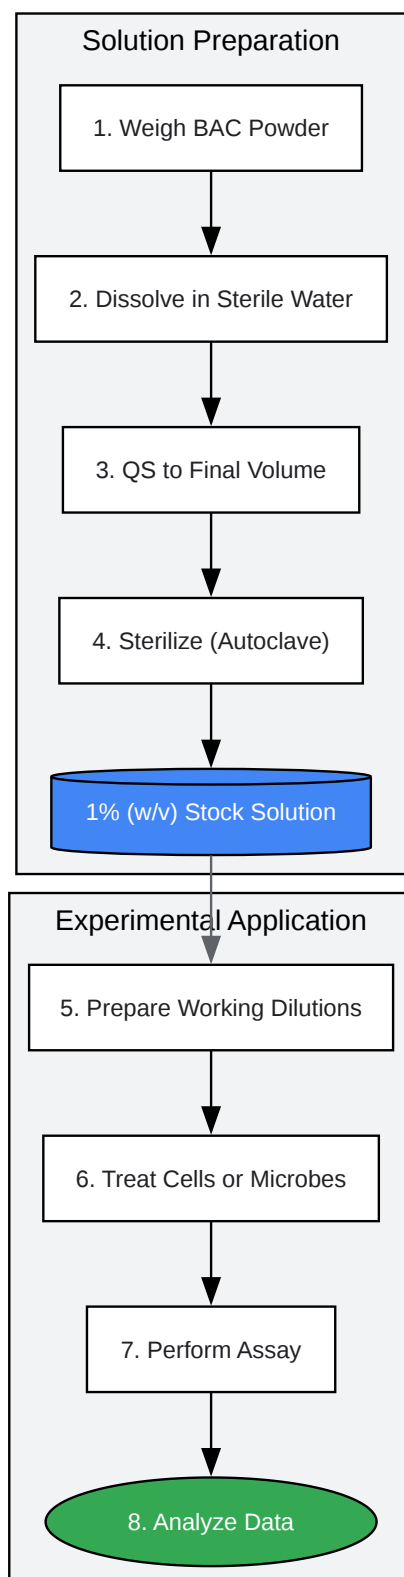 Solution Preparation
1. Weigh BAC Powder
2. Dissolve in Sterile Water
3. QS to Final Volume
4. Sterilize (Autoclave)
1% (w/v) Stock Solution
Experimental Application
5. Prepare Working Dilutions
6. Treat Cells or Microbes
7. Perform Assay
8. Analyze Data